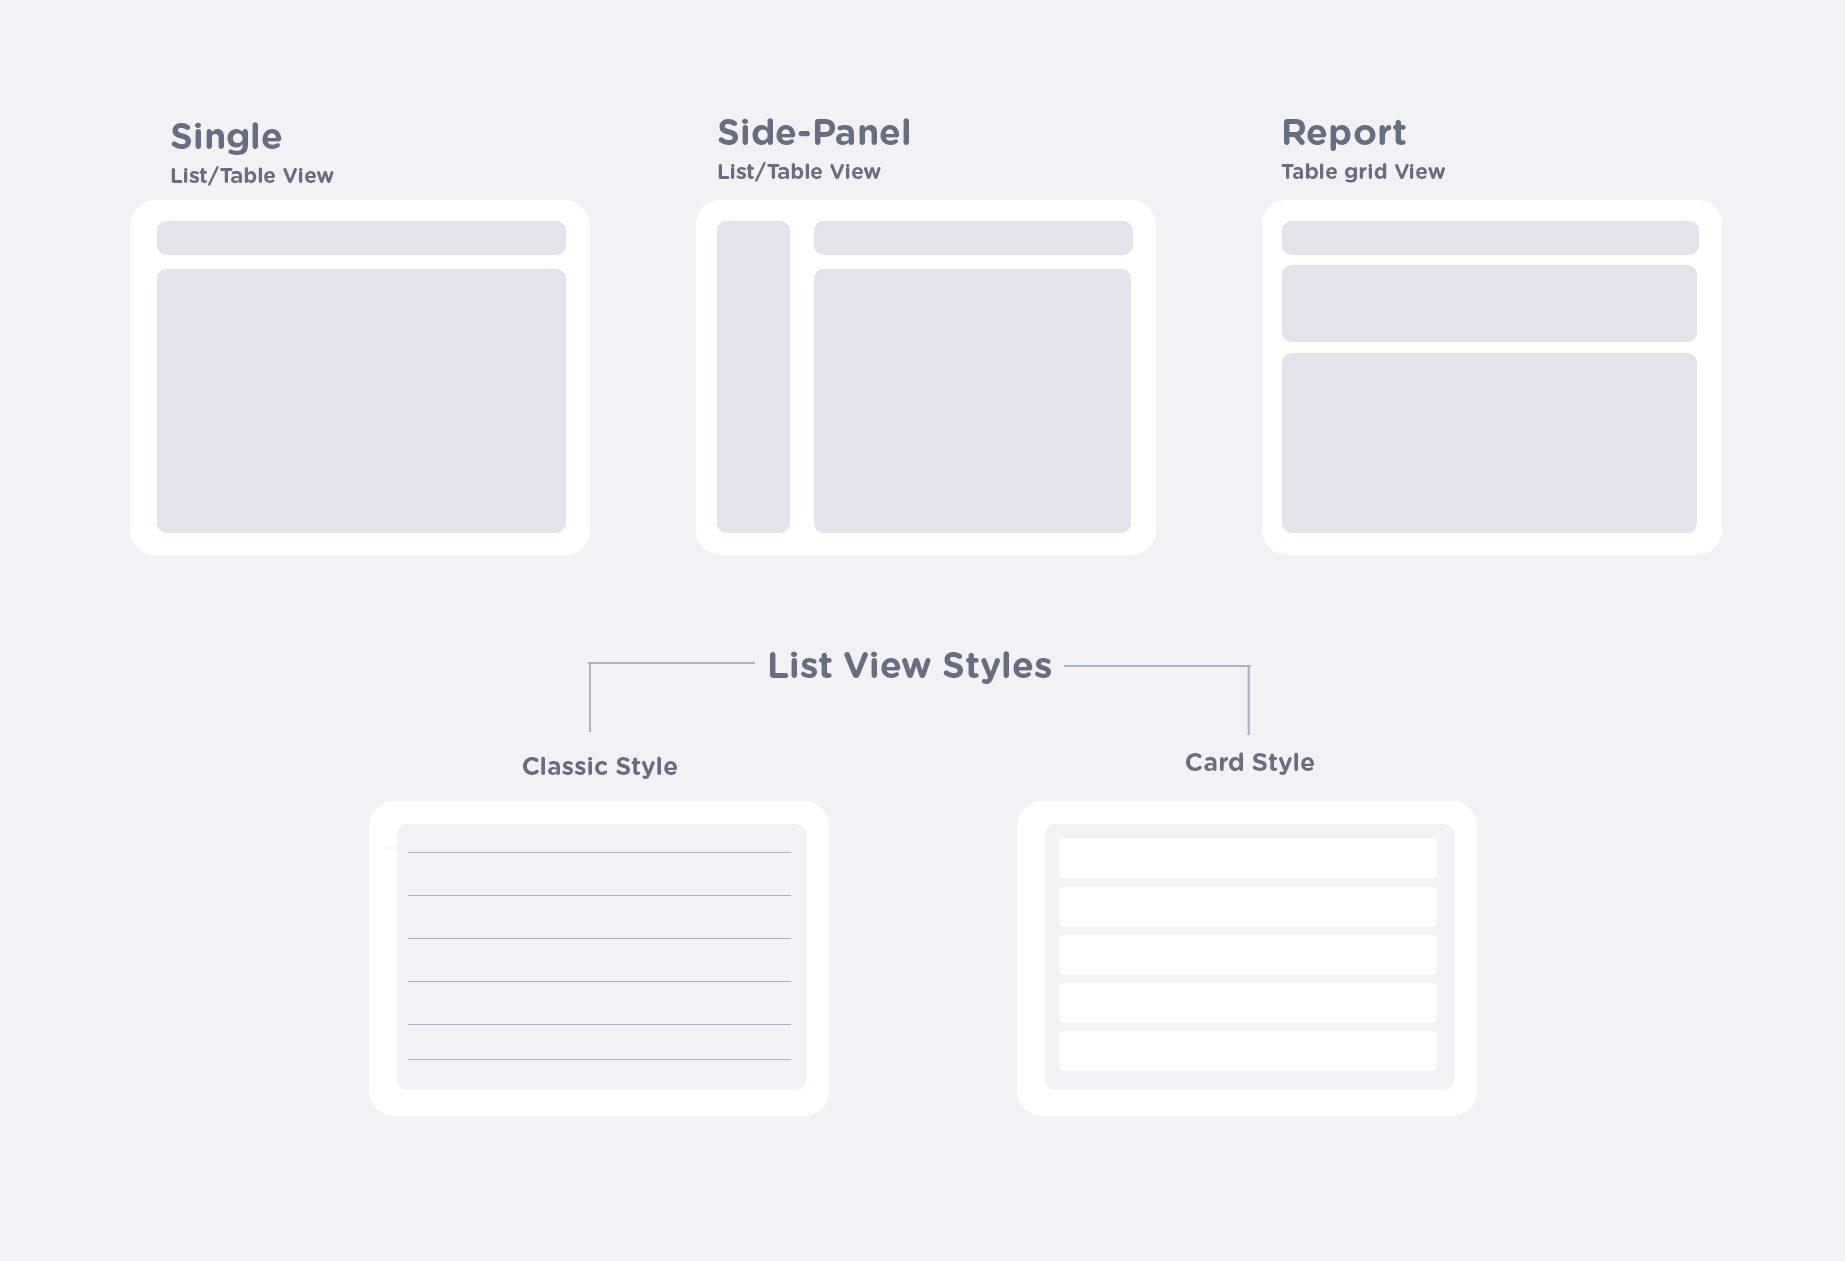 Single
List/Table View
Side-Panel
List/Table View
Report
Table grid View
List View Styles
Classic Style
Card Style